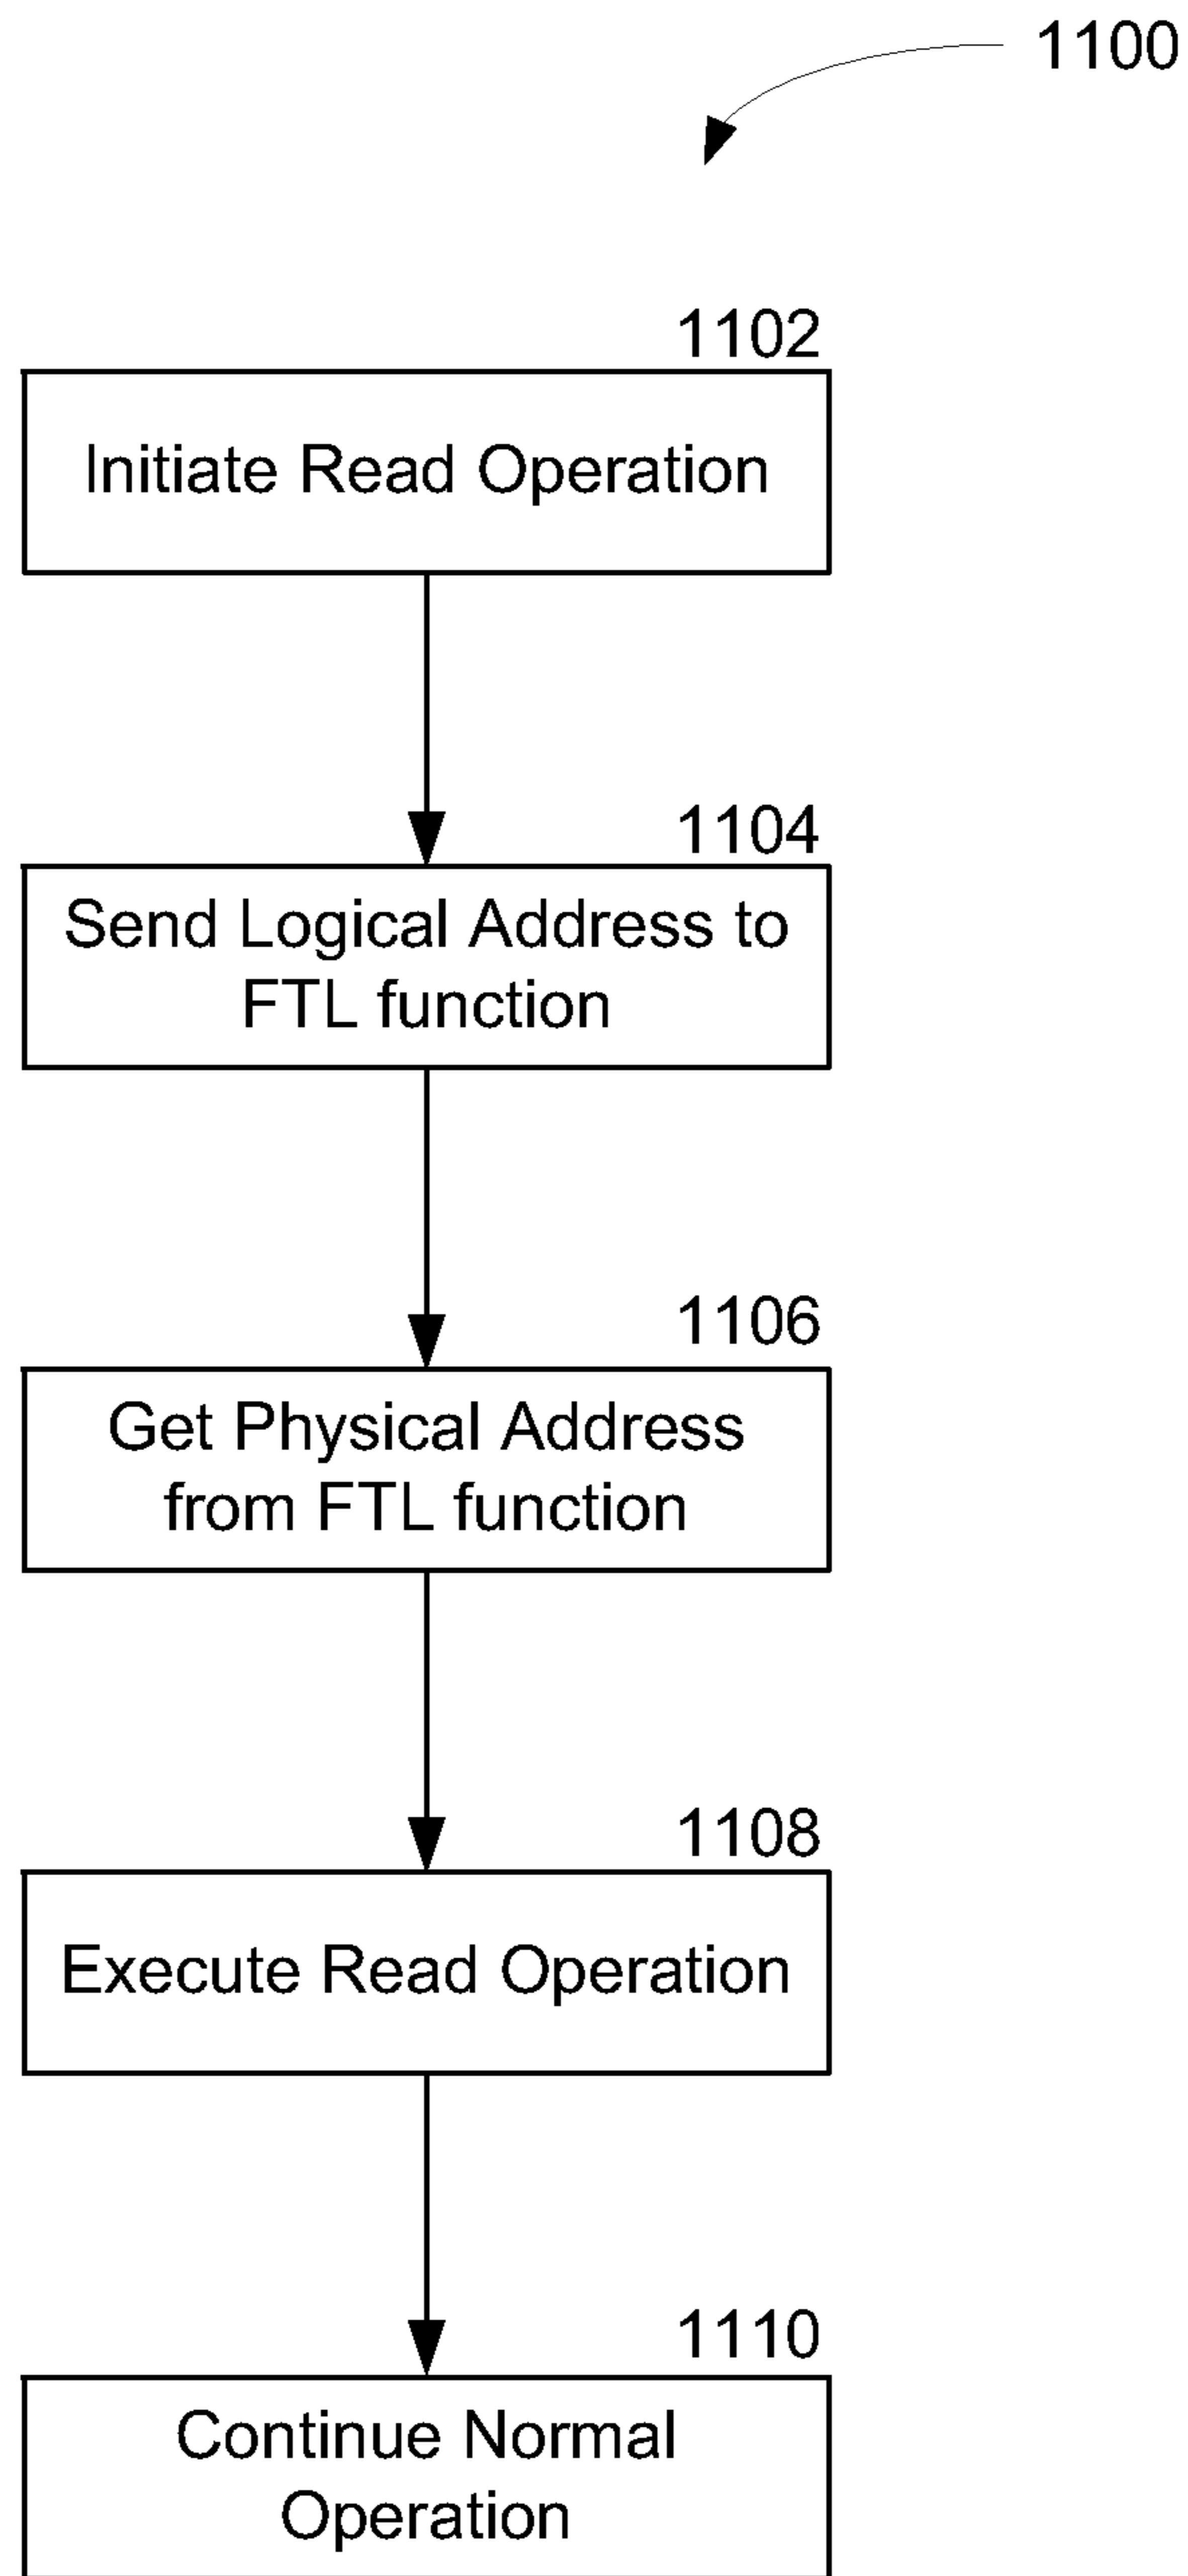 1100
1102
Initiate Read Operation
1104
Send Logical Address to
FTL function
1106
Get Physical Address
from FTL function
1108
Execute Read Operation
1110
Continue Normal
Operation